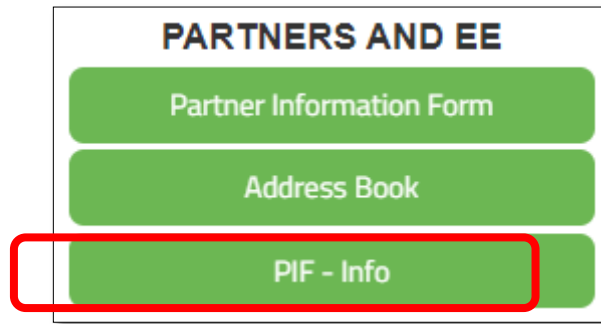 PARTNERS AND EE
Partner Information Form
Address Book
PIF - Info